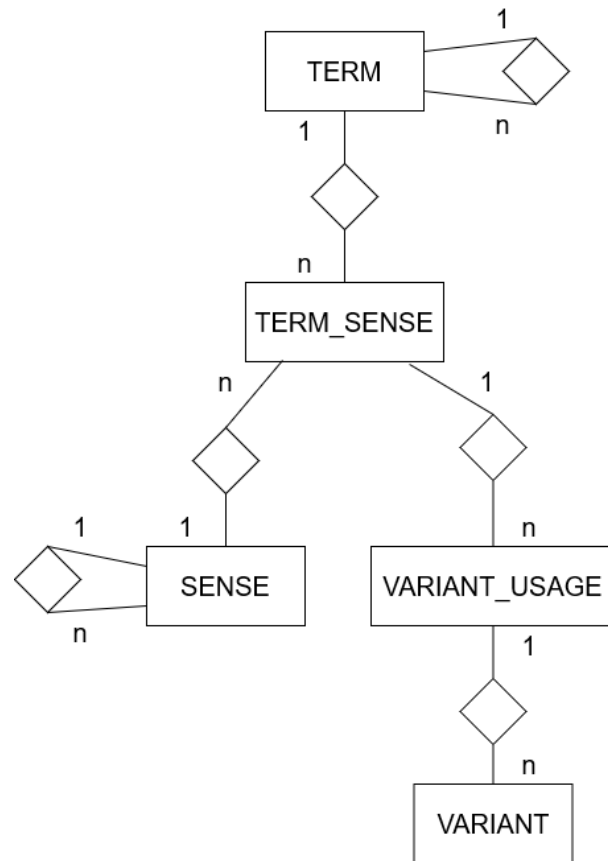 1
TERM
n
1
n
TERM_SENSE
n
1
1
1
n
SENSE
VARIANT_USAGE
n
1
n
VARIANT